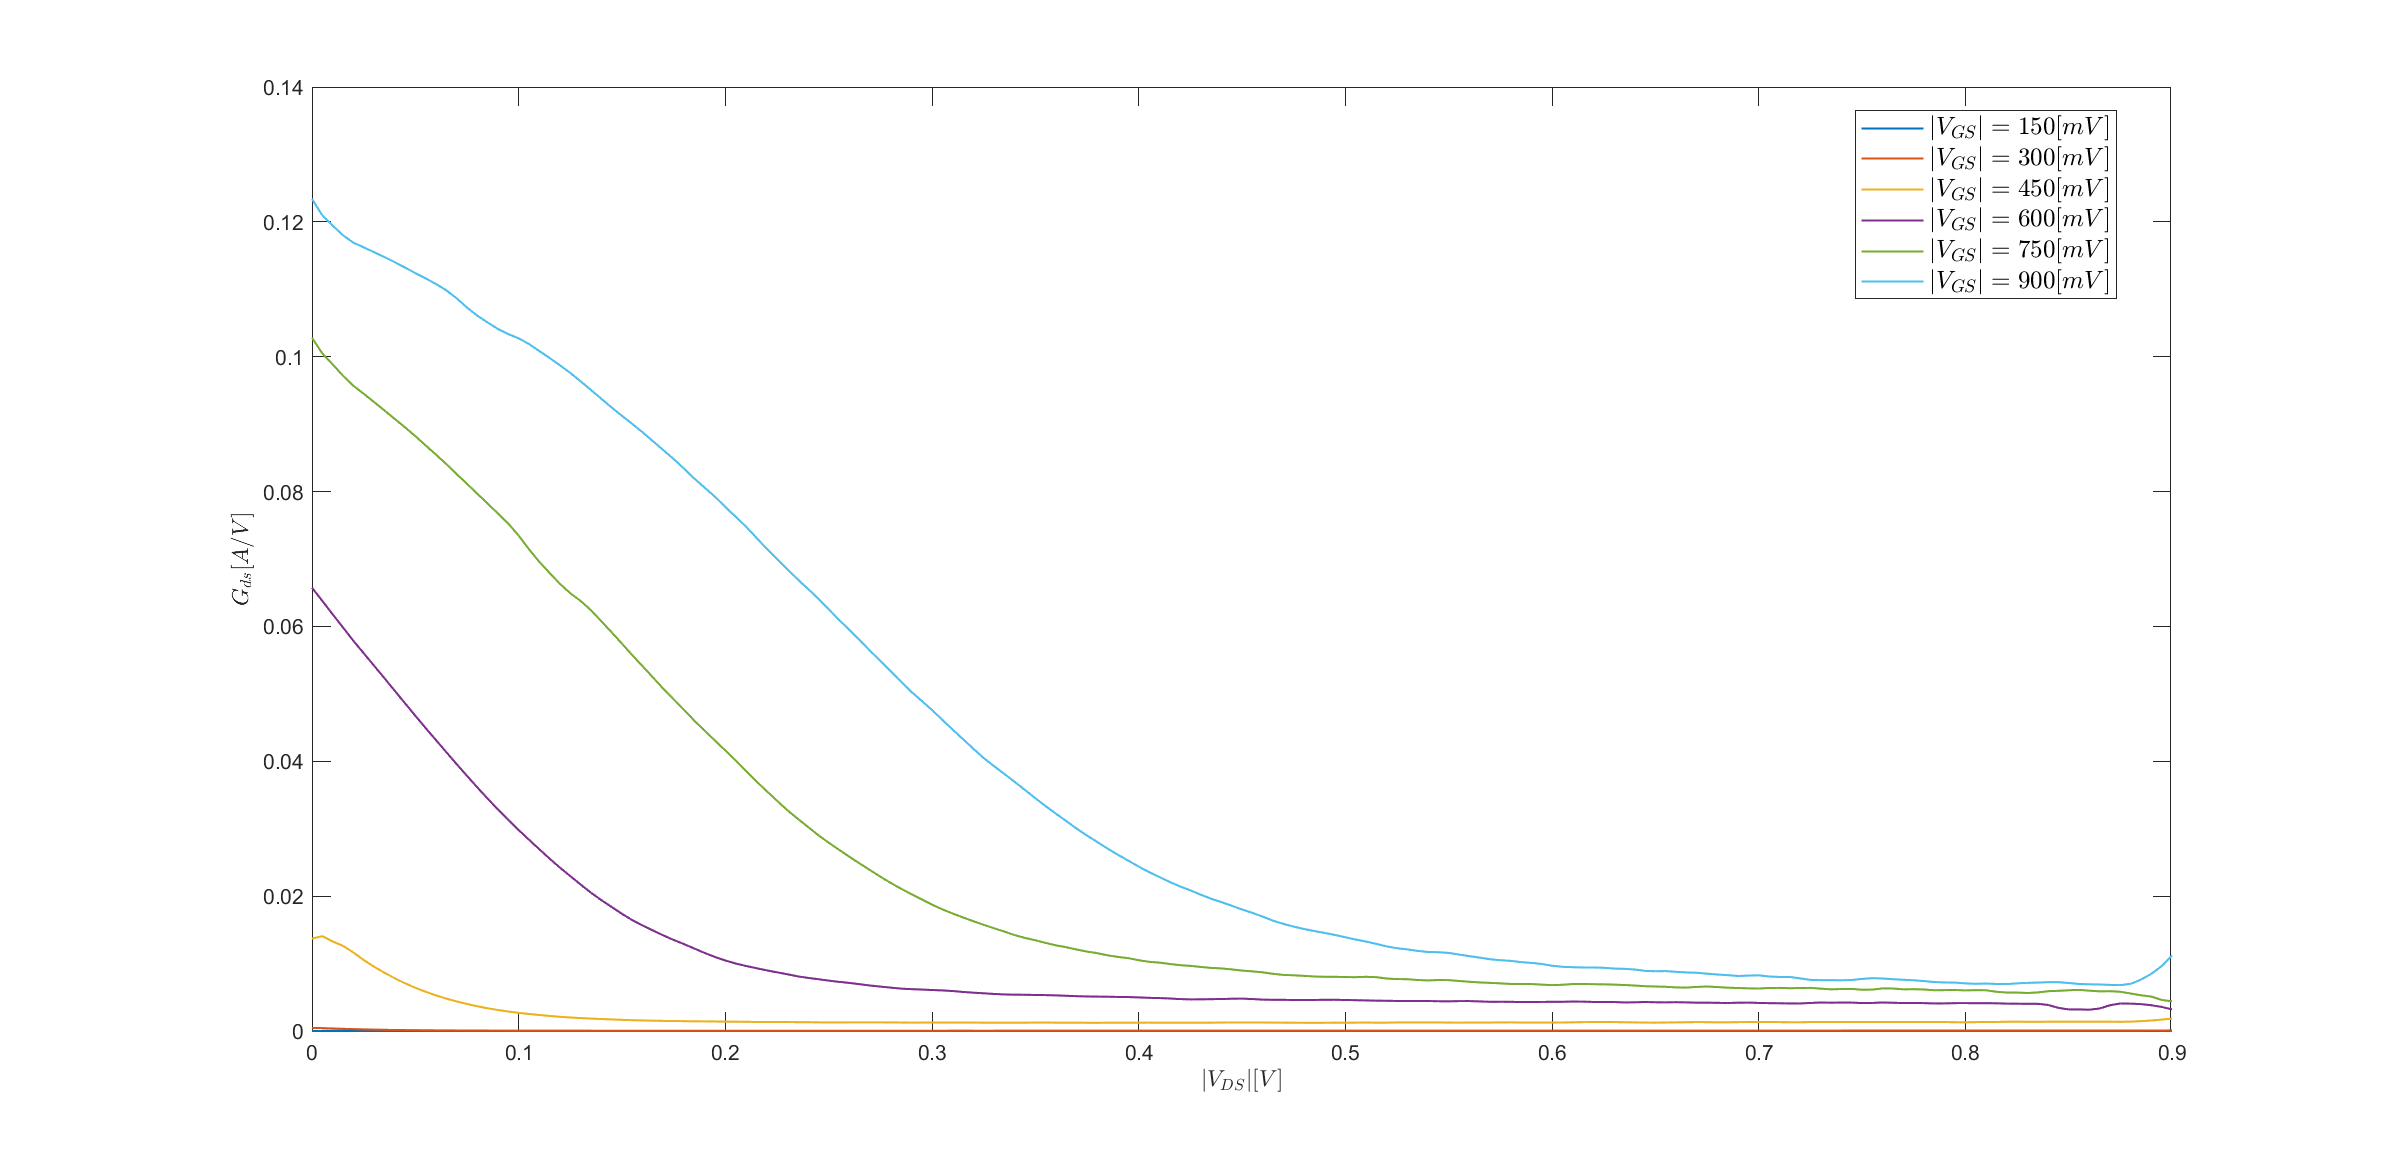 0.14
0.12
0.1
0.08
0.06
0.04
0.02
0
0
0.1
0.2
0.3
0.4
0.5
0.6
0.7
0.8
0.9
G_{ds}[A/V]
|V_{DS}|[V]
|V_{GS}| = 150[mV]
|V_{GS}| = 300[mV]
|V_{GS}| = 450[mV]
|V_{GS}| = 600[mV]
|V_{GS}| = 750[mV]
|V_{GS}| = 900[mV]